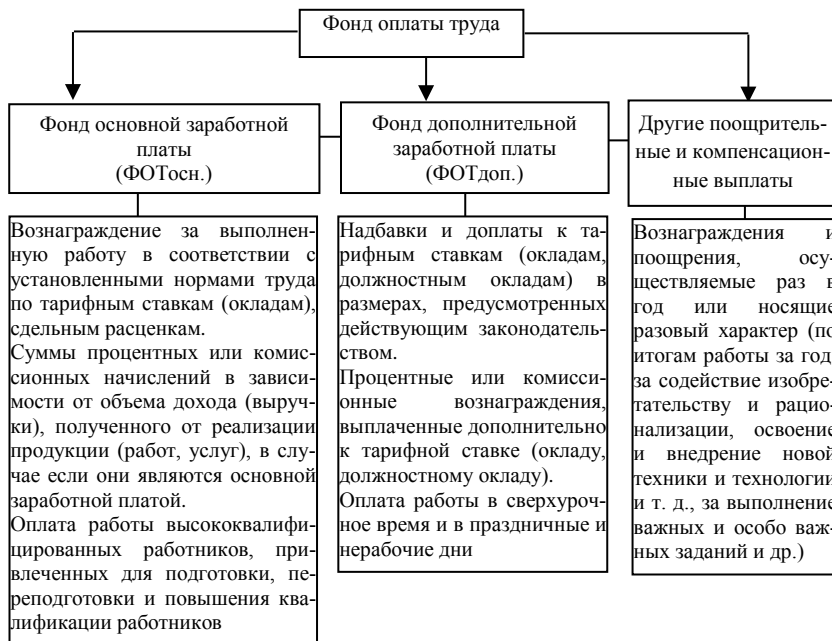 Фонд оплаты труда
Фонд основной заработной
платы
(ФОТосн.)
Фонд дополнительной
заработной платы
(ФОТдоп.)
Другие поощритель-
ные и компенсацион-
ные выплаты
Вознаграждение за выполнен-
ную работу в соответствии с
установленными нормами труда
по тарифным ставкам (окладам),
сдельным расценкам.
Суммы процентных или комис-
сионных начислений в зависи-
мости от объема дохода (выруч-
ки), полученного от реализации
продукции (работ, услуг), в слу-
чае если они являются основной
заработной платой.
Оплата работы высококвалифи-
цированных работников, при-
влеченных для подготовки, пе-
реподготовки и повышения ква-
лификации работников
Надбавки и доплаты к та-
рифным ставкам (окладам,
должностным окладам) в
размерах, предусмотренных
действующим законодатель-
ством.
Процентные или комисси-
онные вознаграждения,
выплаченные дополнительно
к тарифной ставке (окладу,
должностному окладу).
Оплата работы в сверхуроч-
ное время и в праздничные и
нерабочие дни
Вознаграждения и
поощрения, осу-
ществляемые раз в
год или носящие
разовый характер (по
итогам работы за год,
за содействие изобре-
тательству и рацио-
нализации, освоение
и внедрение новой
техники и технологии
и т. д., за выполнение
важных и особо важ-
ных заданий и др.)